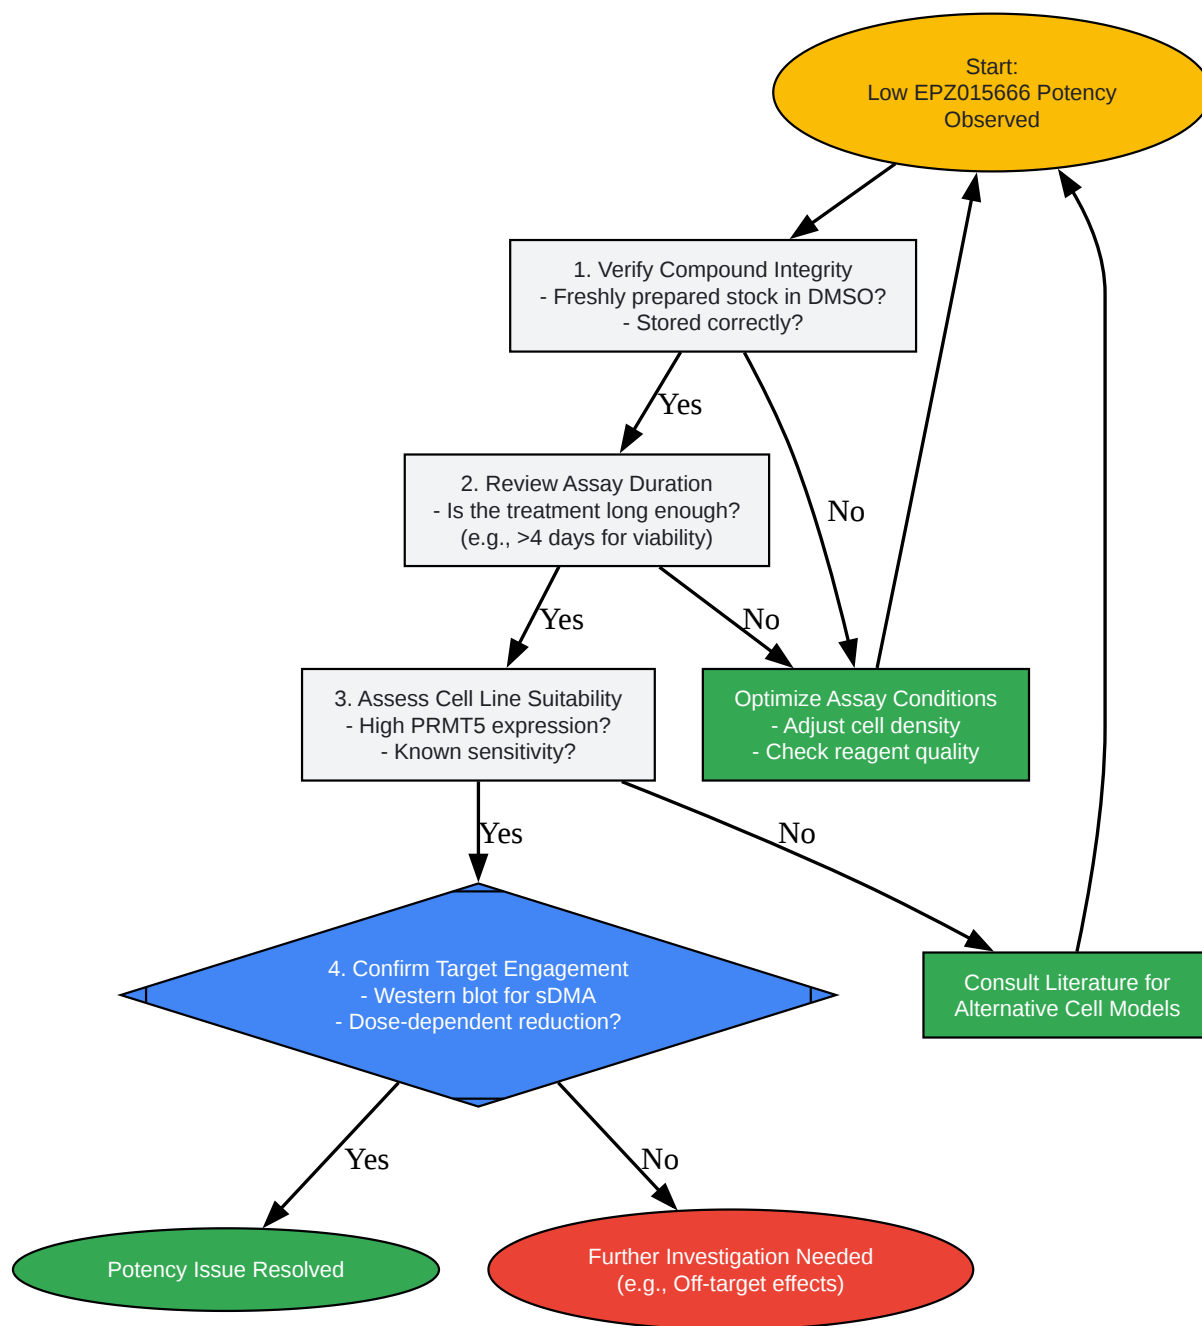 Start:
Low EPZ015666 Potency
Observed
1. Verify Compound Integrity
- Freshly prepared stock in DMSO?
- Stored correctly?
Yes
No
2. Review Assay Duration
- Is the treatment long enough?
(e.g., >4 days for viability)
Yes
No
3. Assess Cell Line Suitability
- High PRMT5 expression?
- Known sensitivity?
Optimize Assay Conditions
- Adjust cell density
- Check reagent quality
Yes
No
4. Confirm Target Engagement
- Western blot for sDMA
- Dose-dependent reduction?
Consult Literature for
Alternative Cell Models
Yes
No
Potency Issue Resolved
Further Investigation Needed
(e.g., Off-target effects)